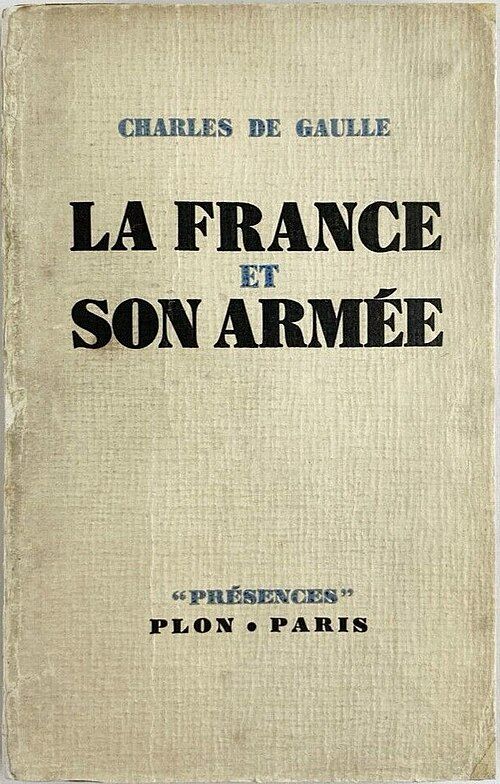 CHARLES DE GAULLE
LA FRANCE
ET
SON ARMÉE
“PRÉSENCES”
PLON • PARIS